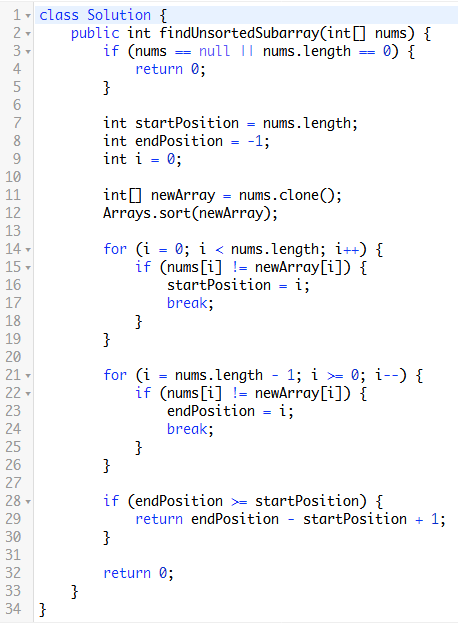 1 class Solution {
2     public int findUnsortedSubarray(int[] nums) {
3         if (nums == null || nums.length == 0) {
4             return 0;
5         }
6
7         int startPosition = nums.length;
8         int endPosition = -1;
9         int i = 0;
10
11         int[] newArray = nums.clone();
12         Arrays.sort(newArray);
13
14         for (i = 0; i < nums.length; i++) {
15             if (nums[i] != newArray[i]) {
16                 startPosition = i;
17                 break;
18             }
19         }
20
21         for (i = nums.length - 1; i >= 0; i--) {
22             if (nums[i] != newArray[i]) {
23                 endPosition = i;
24                 break;
25             }
26         }
27
28         if (endPosition >= startPosition) {
29             return endPosition - startPosition + 1;
30         }
31
32         return 0;
33     }
34 }